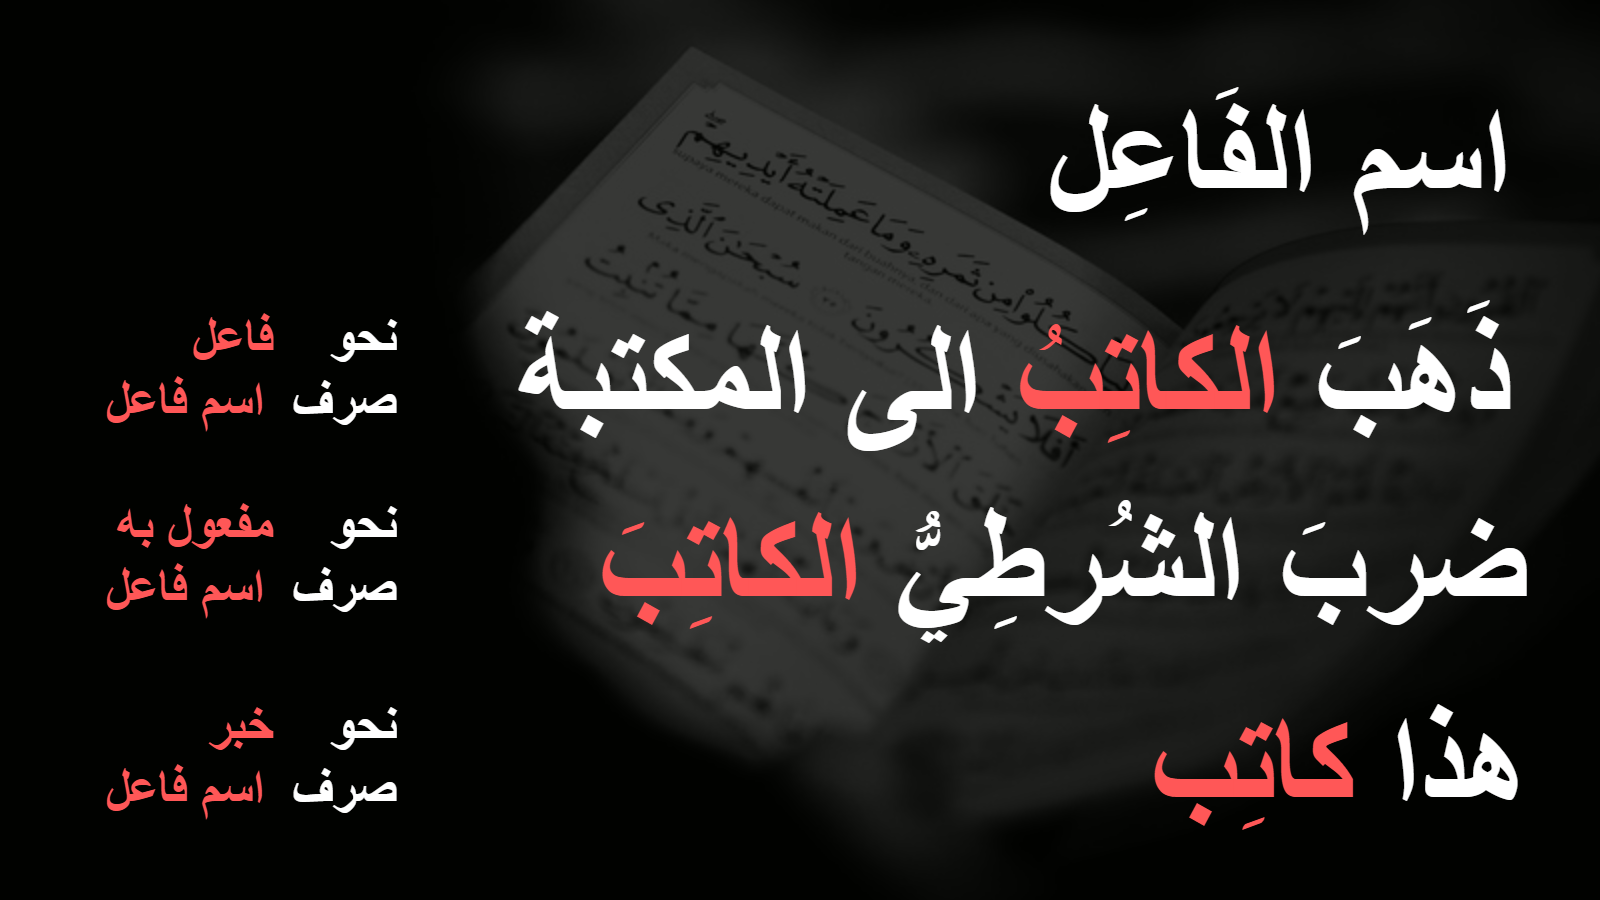 اسم الفَاعِل
ذَهَبَ الكاتِبُ الى المكتبة
نحو فاعل
صرف اسم فاعل
ضربَ الشُرطِيُّ الكاتِبَ
نحو مفعول به
صرف اسم فاعل
هذا كاتِب
نحو خبر
صرف اسم فاعل